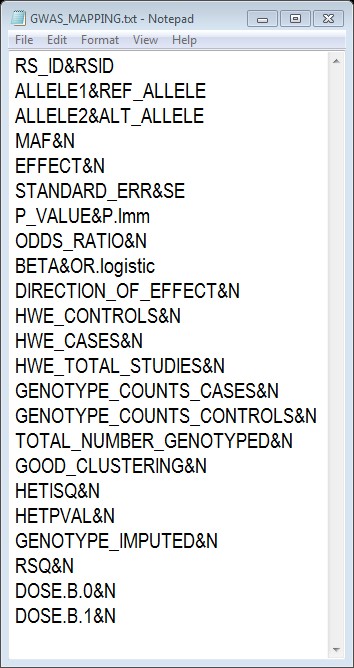 GWAS_MAPPING.txt - Notepad
File Edit Format View Help
RS_ID&RSID
ALLELE1&REF_ALLELE
ALLELE2&ALT_ALLELE
MAF&N
EFFECT&N
STANDARD_ERR&SE
P_VALUE&P.lmm
ODDS_RATIO&N
BETA&OR.logistic
DIRECTION_OF_EFFECT&N
HWE_CONTROLS&N
HWE_CASES&N
HWE_TOTAL_STUDIES&N
GENOTYPE_COUNTS_CASES&N
GENOTYPE_COUNTS_CONTROLS&N
TOTAL_NUMBER_GENOTYPED&N
GOOD_CLUSTERING&N
HETISQ&N
HETPVAL&N
GENOTYPE_IMPUTED&N
RSQ&N
DOSE.B.0&N
DOSE.B.1&N